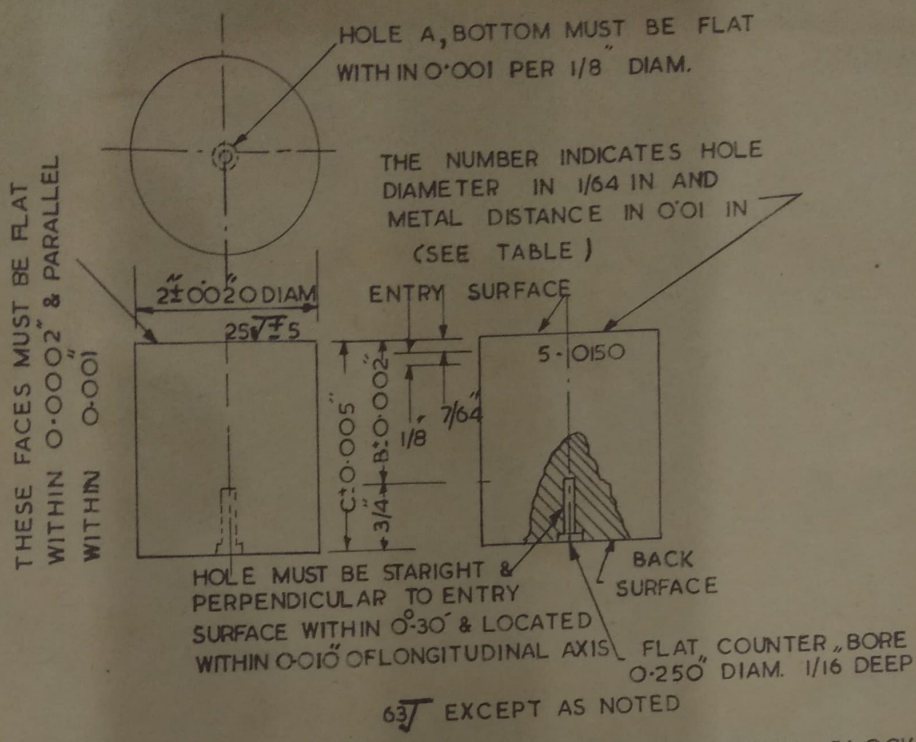 HOLE A, BOTTOM MUST BE FLAT
WITH IN 0·001 PER 1/8" DIAM.
THE NUMBER INDICATES HOLE
DIAMETER IN 1/64 IN AND
METAL DISTANCE IN 0·01 IN
(SEE TABLE)
THESE FACES MUST BE FLAT
WITHIN 0·0002" & PARALLEL
WITHIN 0·001"
2"±0·020 DIAM
25√±5
ENTRY SURFACE
5-0150
C±0·005"
B±0·002"
3/4"
1/8"
7/64"
HOLE MUST BE STARIGHT &
PERPENDICULAR TO ENTRY
SURFACE WITHIN 0°-30' & LOCATED
WITHIN 0·010" OF LONGITUDINAL AXIS
BACK
SURFACE
FLAT, COUNTER,,BORE
0·250" DIAM. 1/16 DEEP
63√ EXCEPT AS NOTED